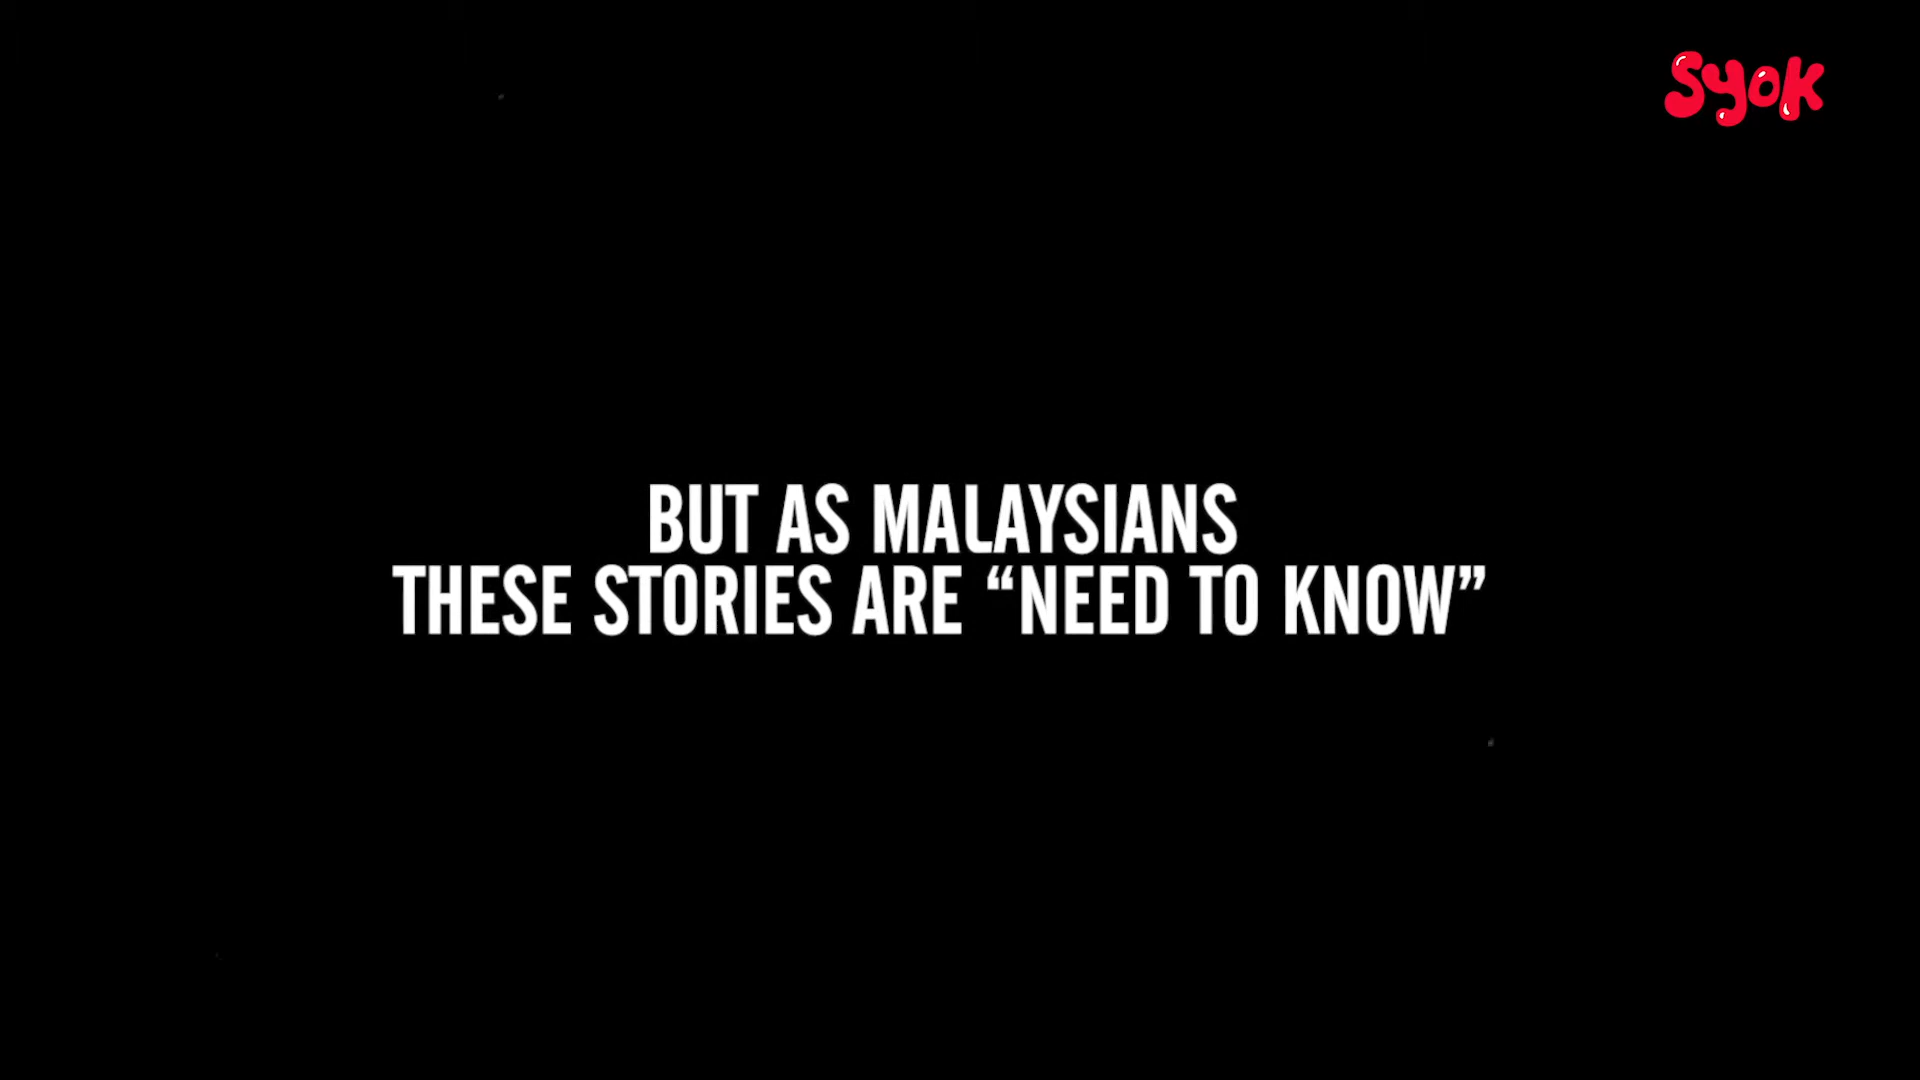 Syok
BUT AS MALAYSIANS
THESE STORIES ARE “NEED TO KNOW”